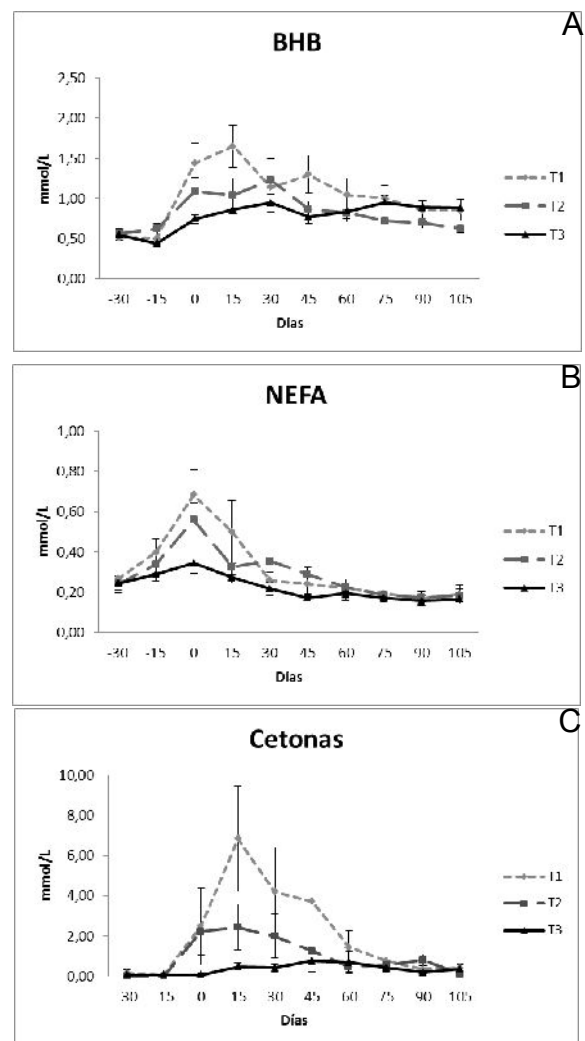 A
BHB
2,50
2,00
1,50
1,00
0,50
0,00
mmol/L
-30 -15 0 15 30 45 60 75 90 105
Días
T1
T2
T3
B
NEFA
1,00
0,80
0,60
0,40
0,20
0,00
mmol/L
-30 -15 0 15 30 45 60 75 90 105
Días
T1
T2
T3
C
Cetonas
10,00
8,00
6,00
4,00
2,00
0,00
mmol/L
30 -15 0 15 30 45 60 75 90 105
Días
T1
T2
T3